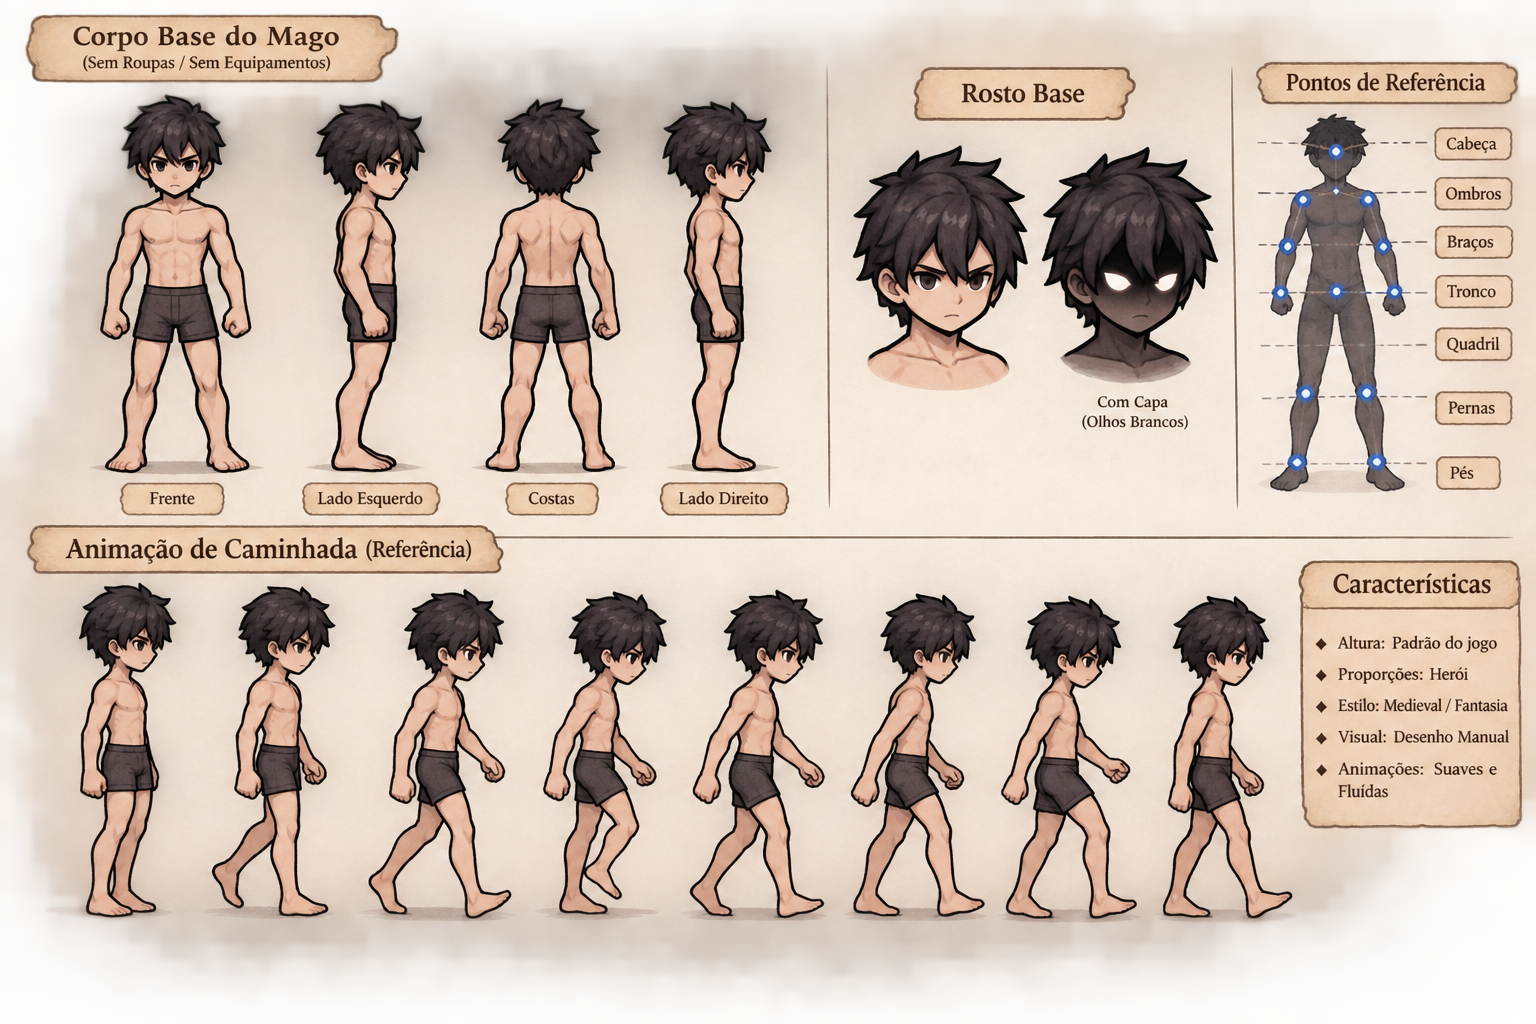 Corpo Base do Mago
(Sem Roupas / Sem Equipamentos)
Frente
Lado Esquerdo
Costas
Lado Direito
Rosto Base
Com Capa
(Olhos Brancos)
Pontos de Referência
Cabeça
Ombros
Braços
Tronco
Quadril
Pernas
Pés
Animação de Caminhada (Referência)
Características
◆ Altura: Padrão do jogo
◆ Proporções: Herói
◆ Estilo: Medieval / Fantasia
◆ Visual: Desenho Manual
◆ Animações: Suaves e
Fluídas